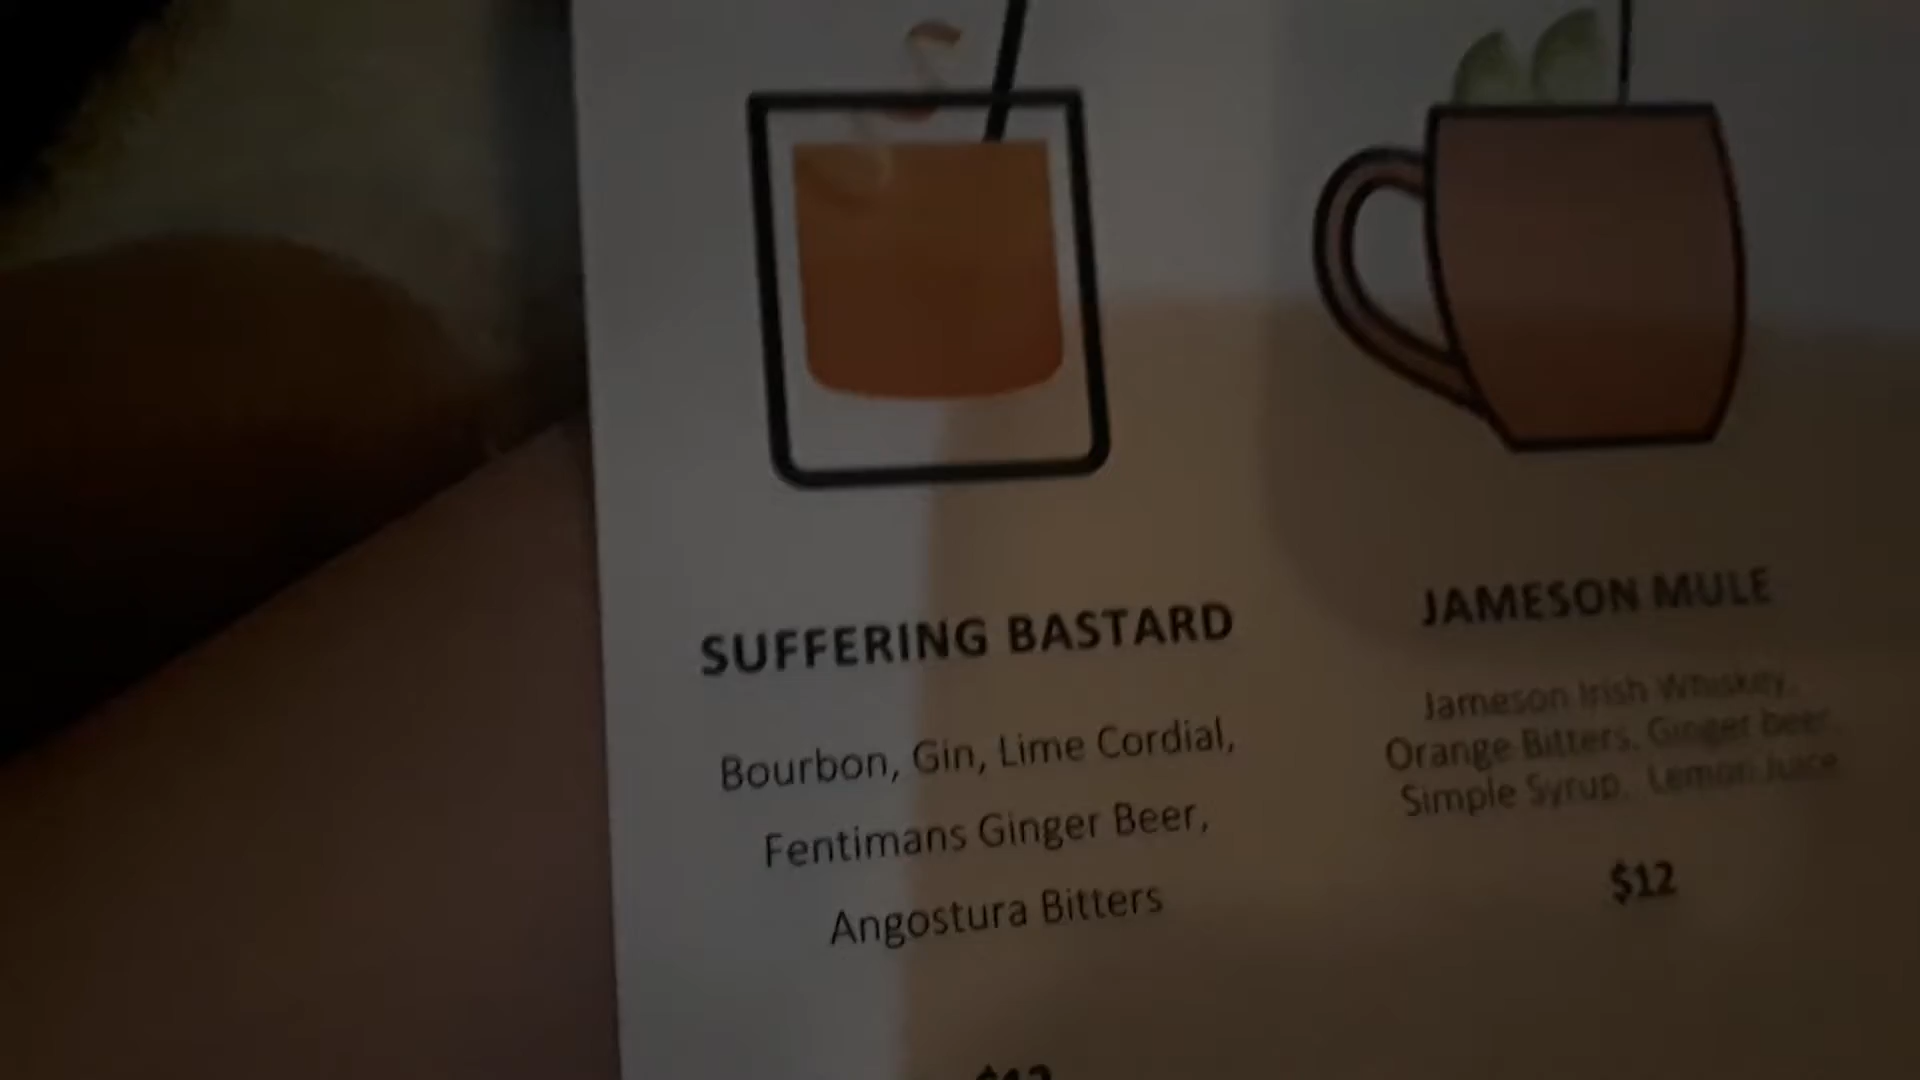 SUFFERING BASTARD
Bourbon, Gin, Lime Cordial,
Fentimans Ginger Beer,
Angostura Bitters
$12
JAMESON MULE
Jameson Irish Whiskey,
Orange Bitters, Ginger beer,
Simple Syrup, Lemon Juice
$12